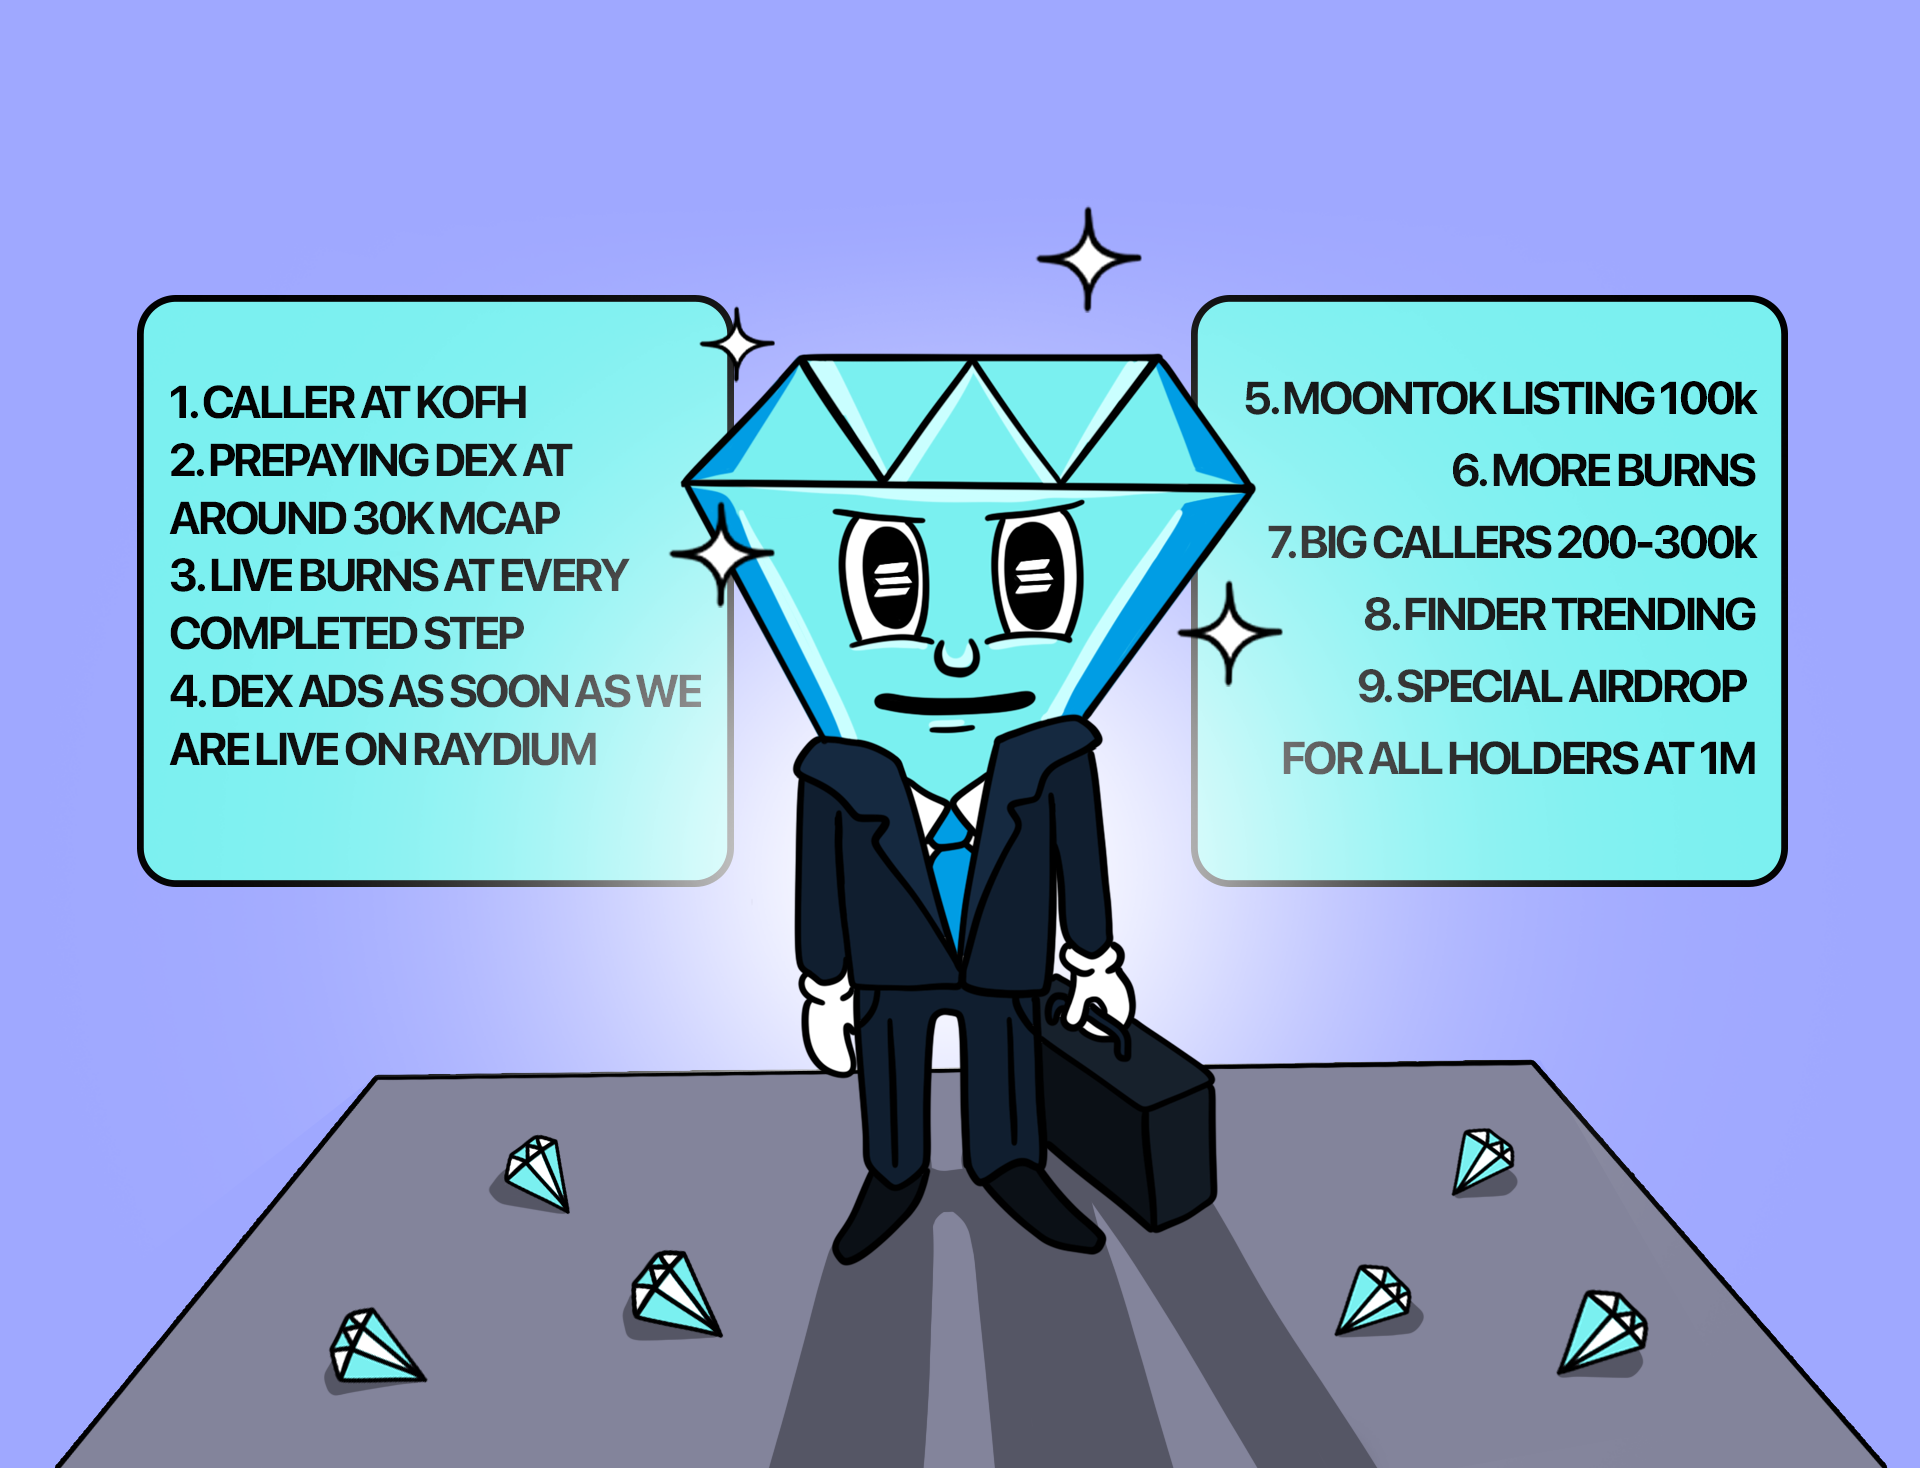 1. CALLER AT KOFH
2. PREPAYING DEX AT
AROUND 30K MCAP
3. LIVE BURNS AT EVERY
COMPLETED STEP
4. DEX ADS AS SOON AS WE
ARE LIVE ON RAYDIUM
5. MOONTOK LISTING 100k
6. MORE BURNS
7. BIG CALLERS 200-300k
8. FINDER TRENDING
9. SPECIAL AIRDROP
FOR ALL HOLDERS AT 1M